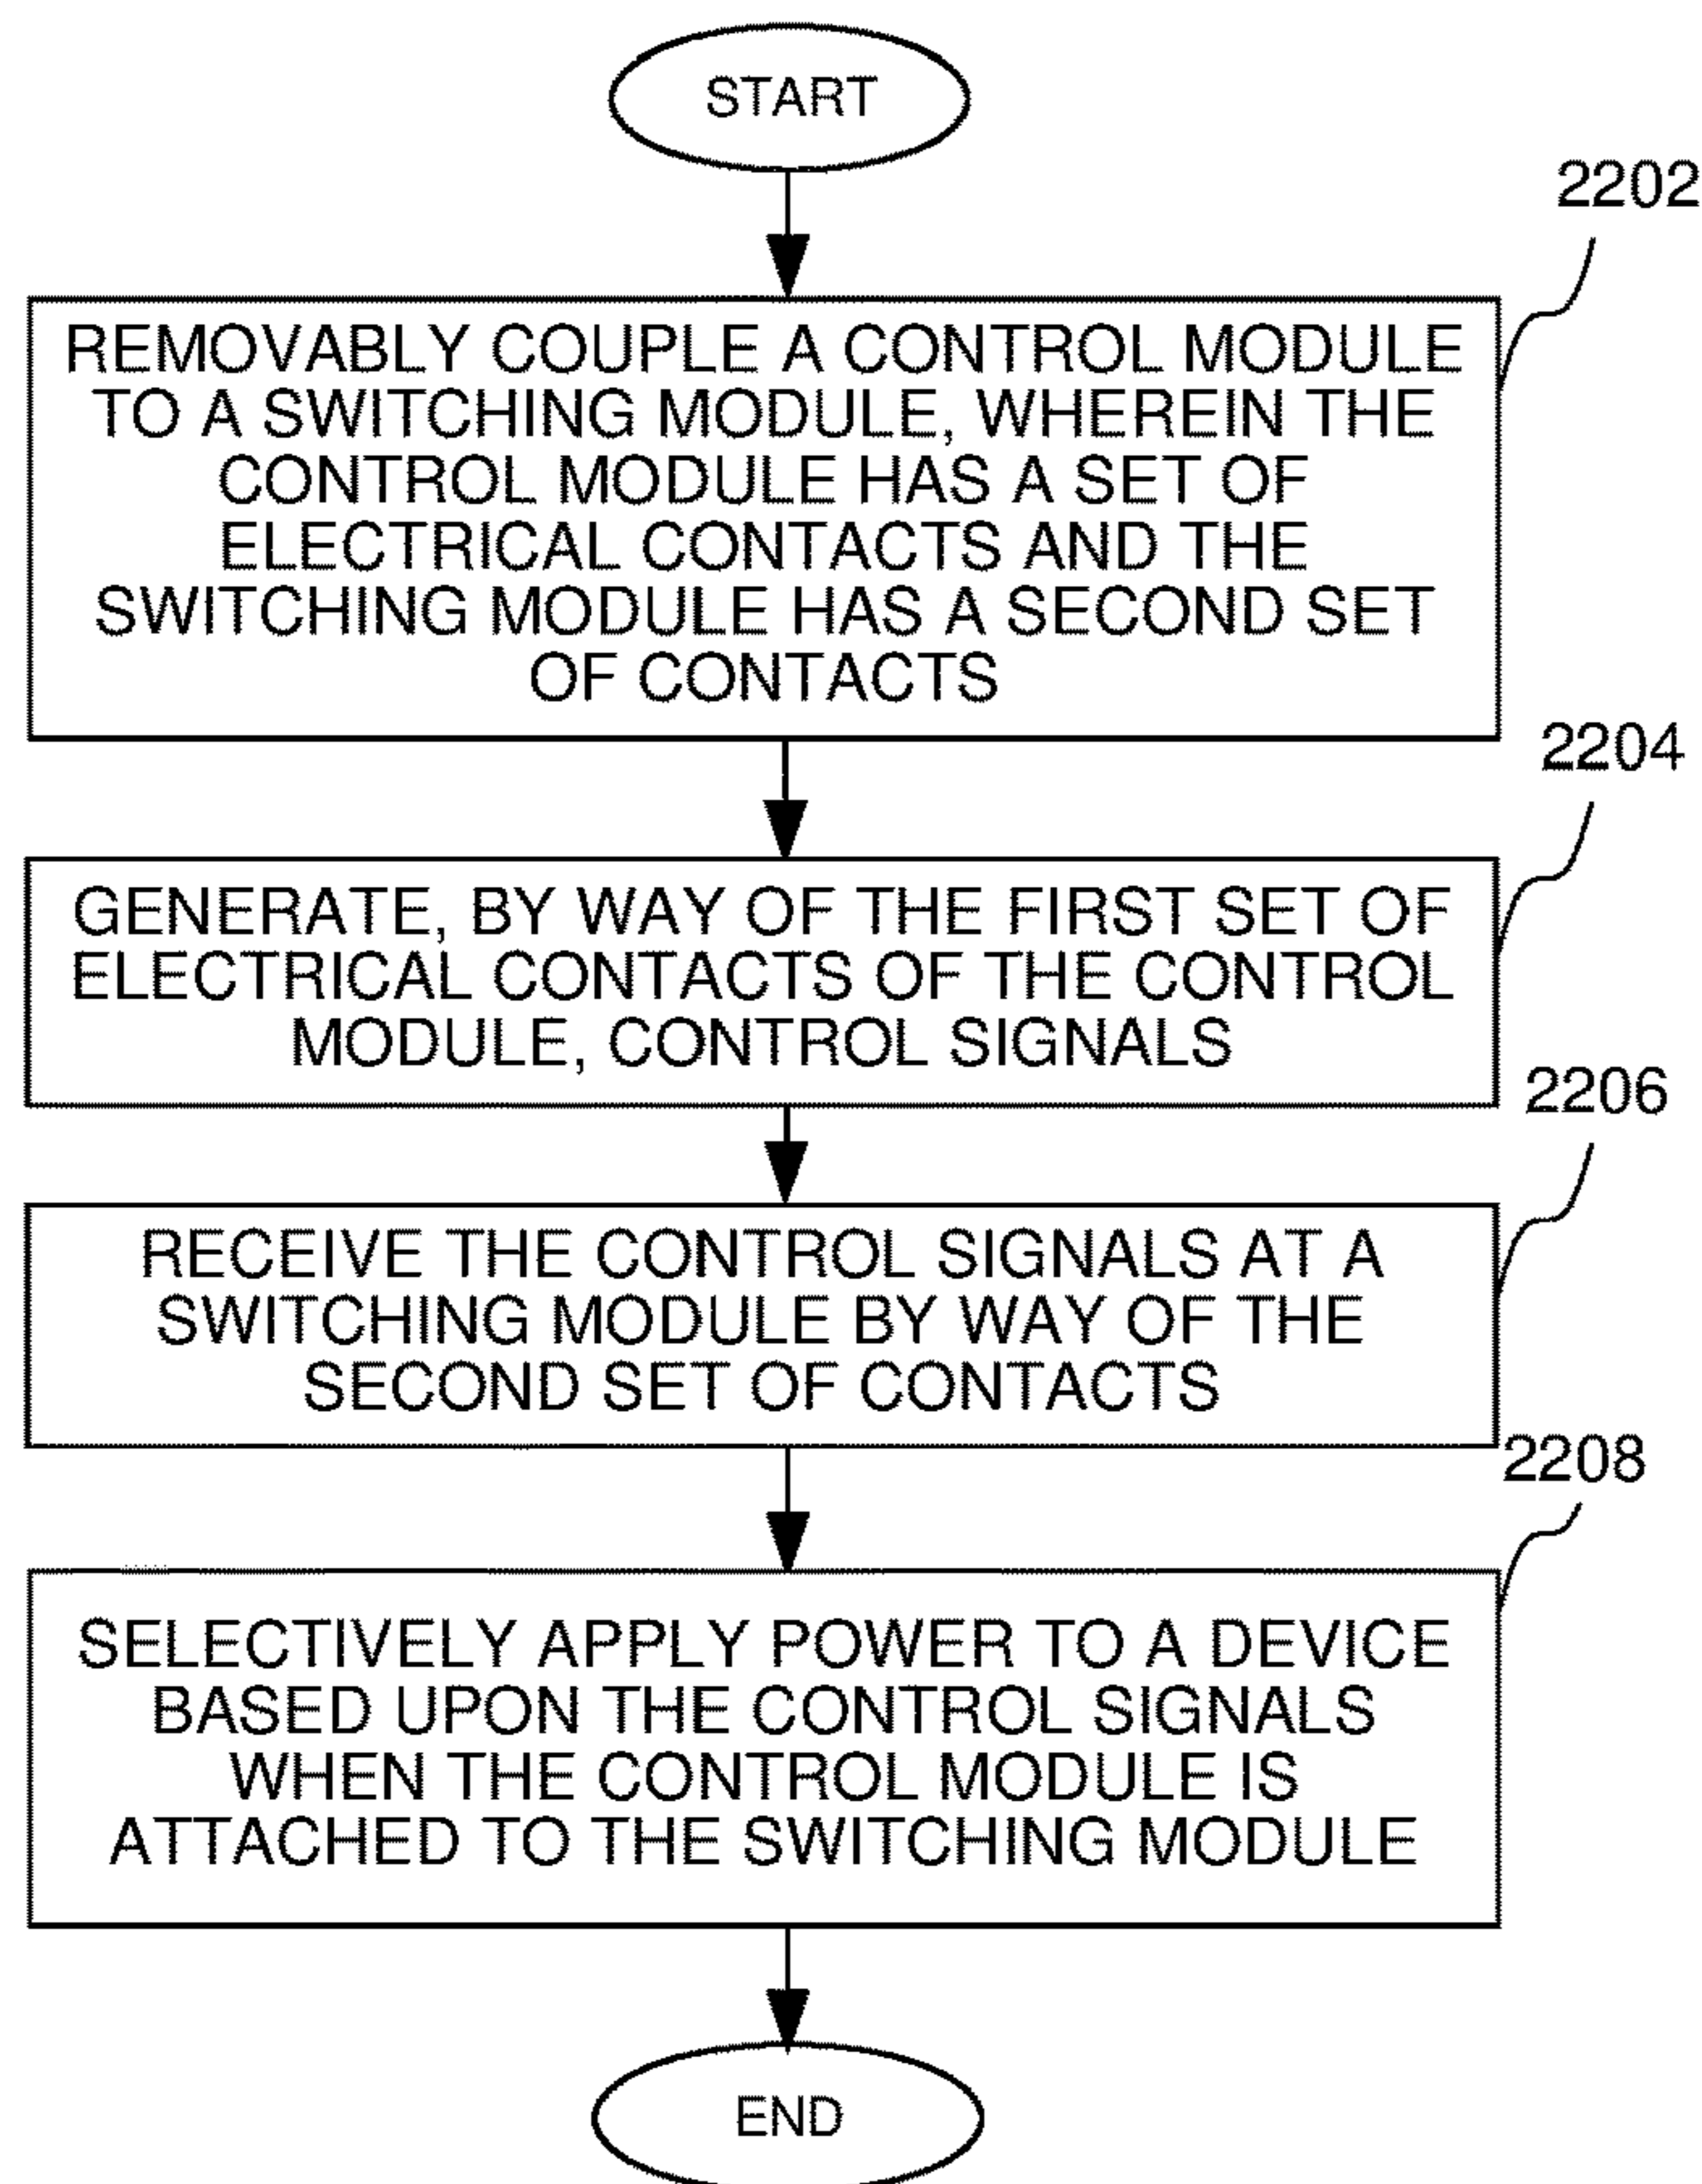 START
2202
REMOVABLY COUPLE A CONTROL MODULE
TO A SWITCHING MODULE, WHEREIN THE
CONTROL MODULE HAS A SET OF
ELECTRICAL CONTACTS AND THE
SWITCHING MODULE HAS A SECOND SET
OF CONTACTS
2204
GENERATE, BY WAY OF THE FIRST SET OF
ELECTRICAL CONTACTS OF THE CONTROL
MODULE, CONTROL SIGNALS
2206
RECEIVE THE CONTROL SIGNALS AT A
SWITCHING MODULE BY WAY OF THE
SECOND SET OF CONTACTS
2208
SELECTIVELY APPLY POWER TO A DEVICE
BASED UPON THE CONTROL SIGNALS
WHEN THE CONTROL MODULE IS
ATTACHED TO THE SWITCHING MODULE
END